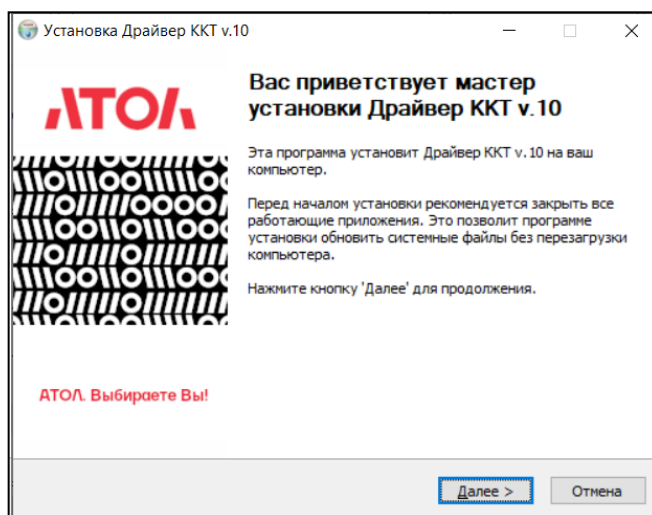 Установка Драйвер ККТ v.10
АТОЛ
Вас приветствует мастер
установки Драйвер ККТ v.10
Эта программа установит Драйвер ККТ v.10 на ваш
компьютер.
Перед началом установки рекомендуется закрыть все
работающие приложения. Это позволит программе
установки обновить системные файлы без перезагрузки
компьютера.
Нажмите кнопку 'Далее' для продолжения.
АТОЛ. Выбираете Вы!
Далее >
Отмена